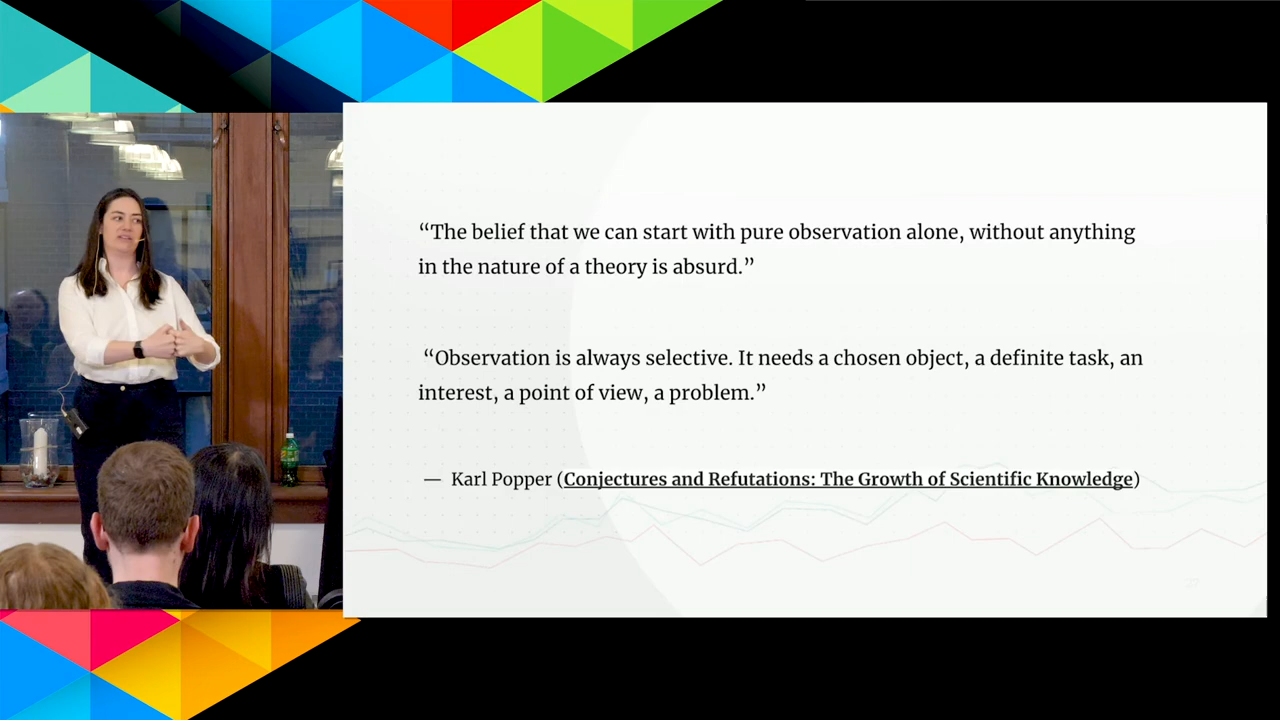 “The belief that we can start with pure observation alone, without anything
in the nature of a theory is absurd.”
“Observation is always selective. It needs a chosen object, a definite task, an
interest, a point of view, a problem.”
— Karl Popper (Conjectures and Refutations: The Growth of Scientific Knowledge)
27